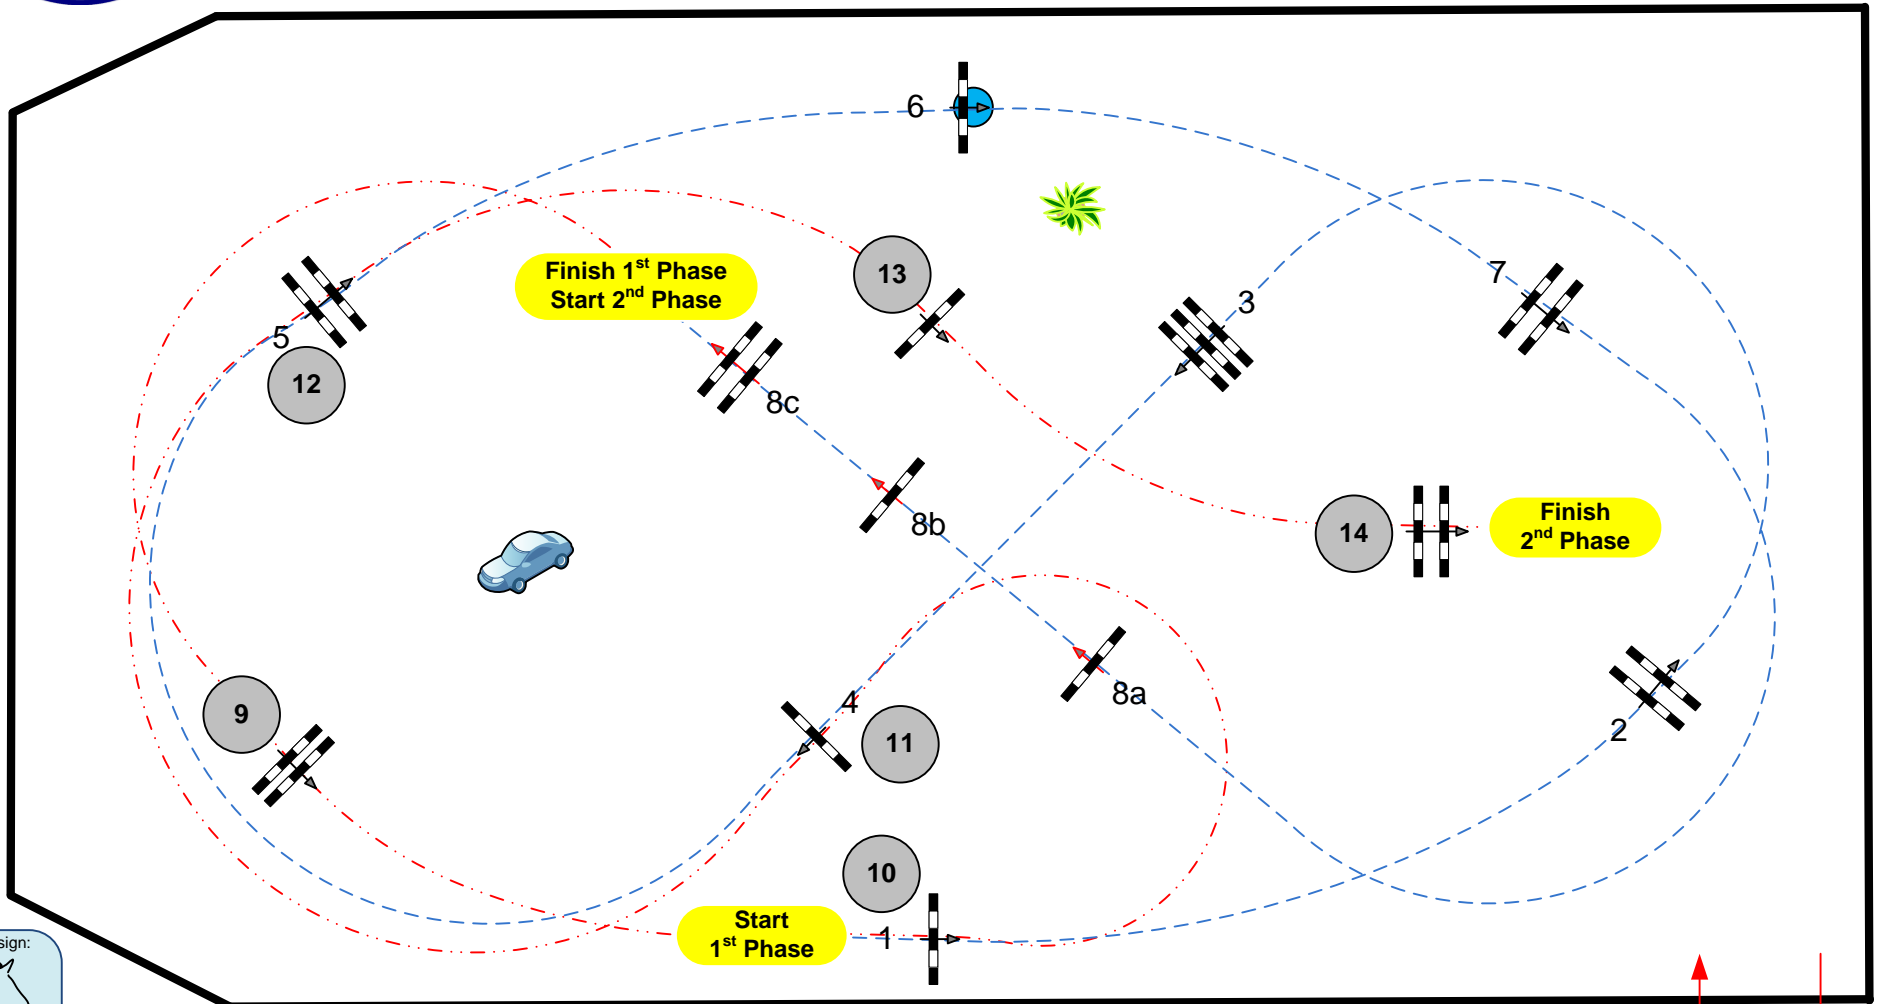 6
Finish 1st Phase
Start 2nd Phase
13
7
3
5
12
8c
8b
14
Finish
2nd Phase
9
4
11
8a
2
10
Start
1st Phase
1
sign: